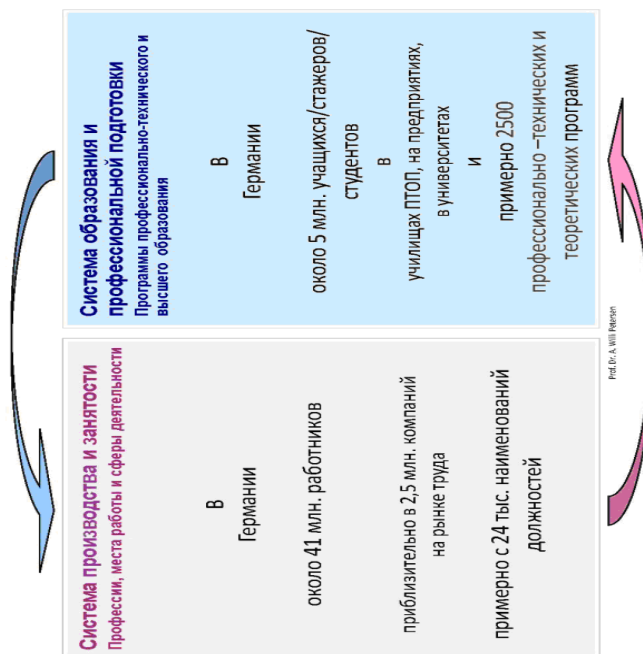 Система производства и занятости
Профессии, места работы и сферы деятельности
В
Германии
около 41 млн. работников
приблизительно в 2,5 млн. компаний
на рынке труда
примерно с 24 тыс. наименований
должностей
Система образования и
профессиональной подготовки
Программы профессионально-технического и
высшего образования
В
Германии
около 5 млн. учащихся/стажеров/
студентов
в
училищах ПТОП, на предприятиях,
в университетах
и
примерно 2500
профессионально –технических и
теоретических программ
Prof. Dr. A. Willi Petersen